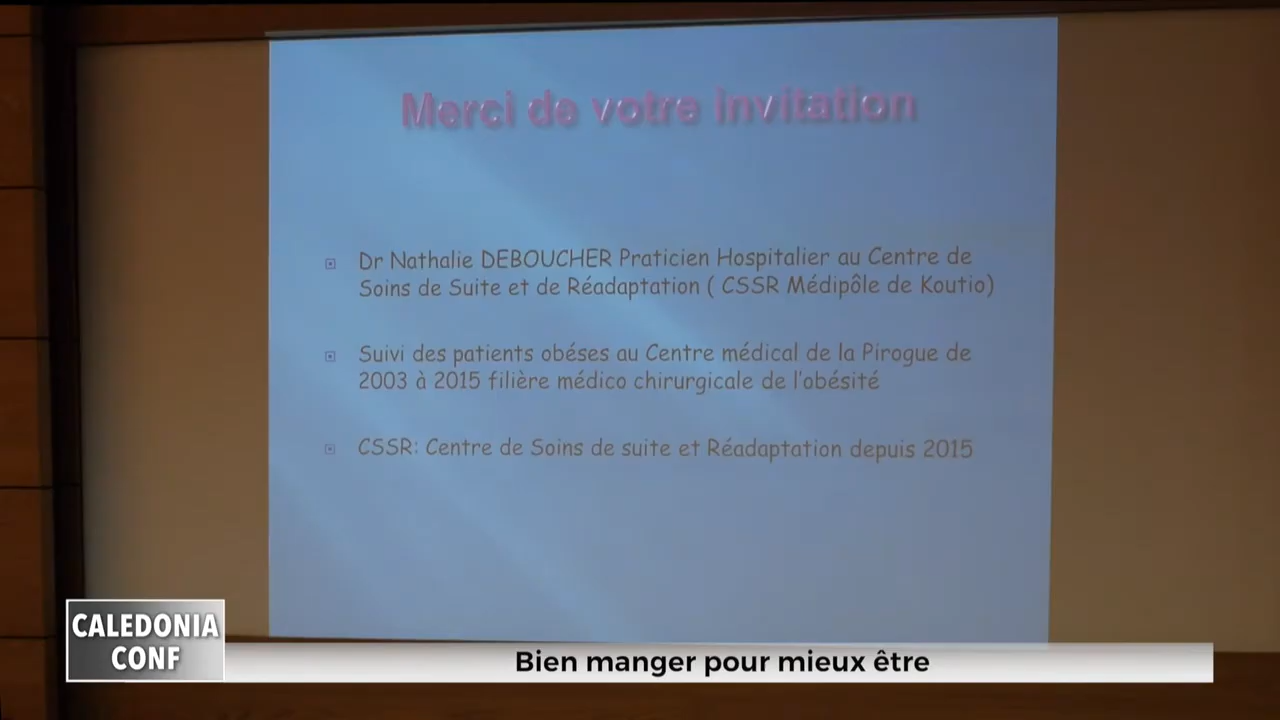 Merci de votre invitation
Dr Nathalie DEBOUCHER Praticien Hospitalier au Centre de
Soins de Suite et de Réadaptation ( CSSR Médipôle de Koutio)
Suivi des patients obéses au Centre médical de la Pirogue de
2003 à 2015 filière médico chirurgicale de l'obésité
CSSR: Centre de Soins de suite et Réadaptation depuis 2015
CALEDONIA
CONF
Bien manger pour mieux être